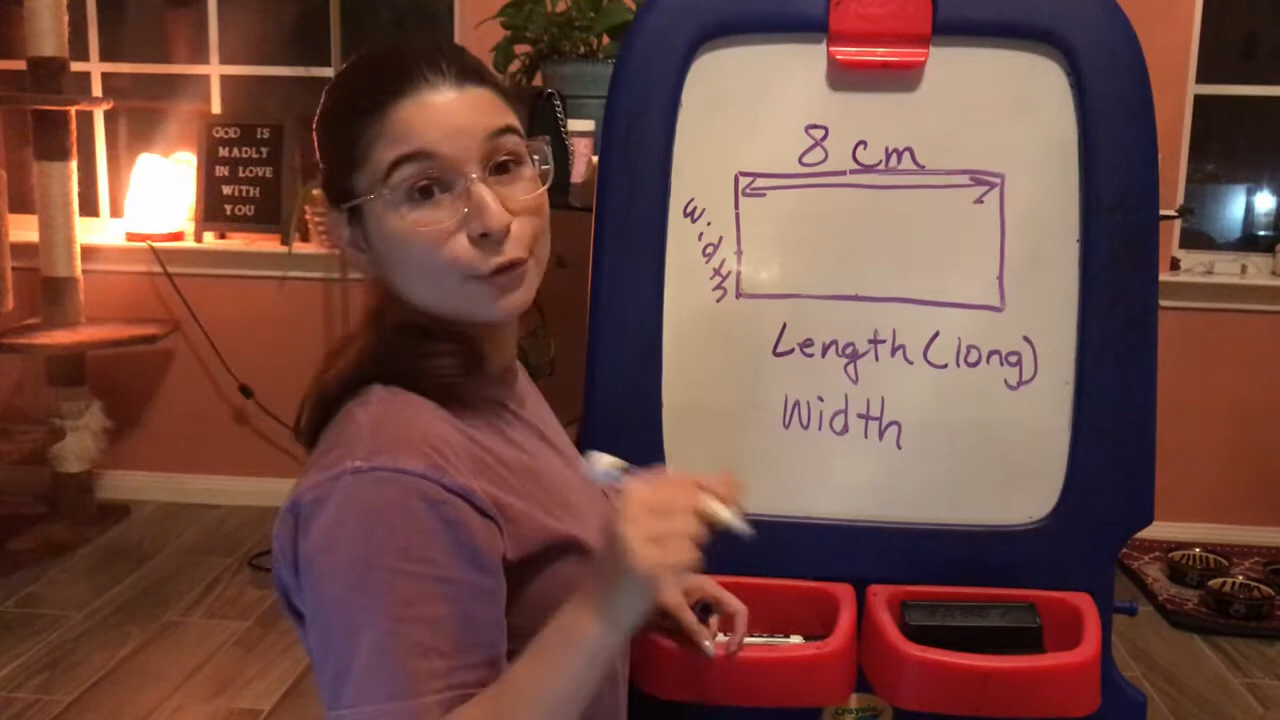 GOD IS
MADLY
IN LOVE
WITH
YOU
8 cm
width
Length (long)
Width
Crayola